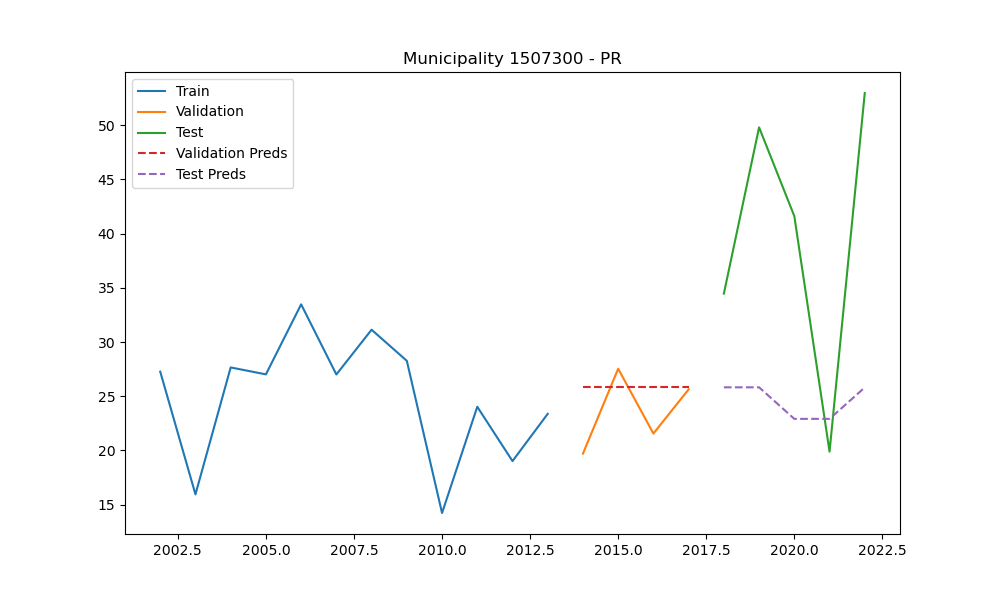 Municipality 1507300 - PR
Train
Validation
Test
Validation Preds
Test Preds
50
45
40
35
30
25
20
15
2002.5 2005.0 2007.5 2010.0 2012.5 2015.0 2017.5 2020.0 2022.5